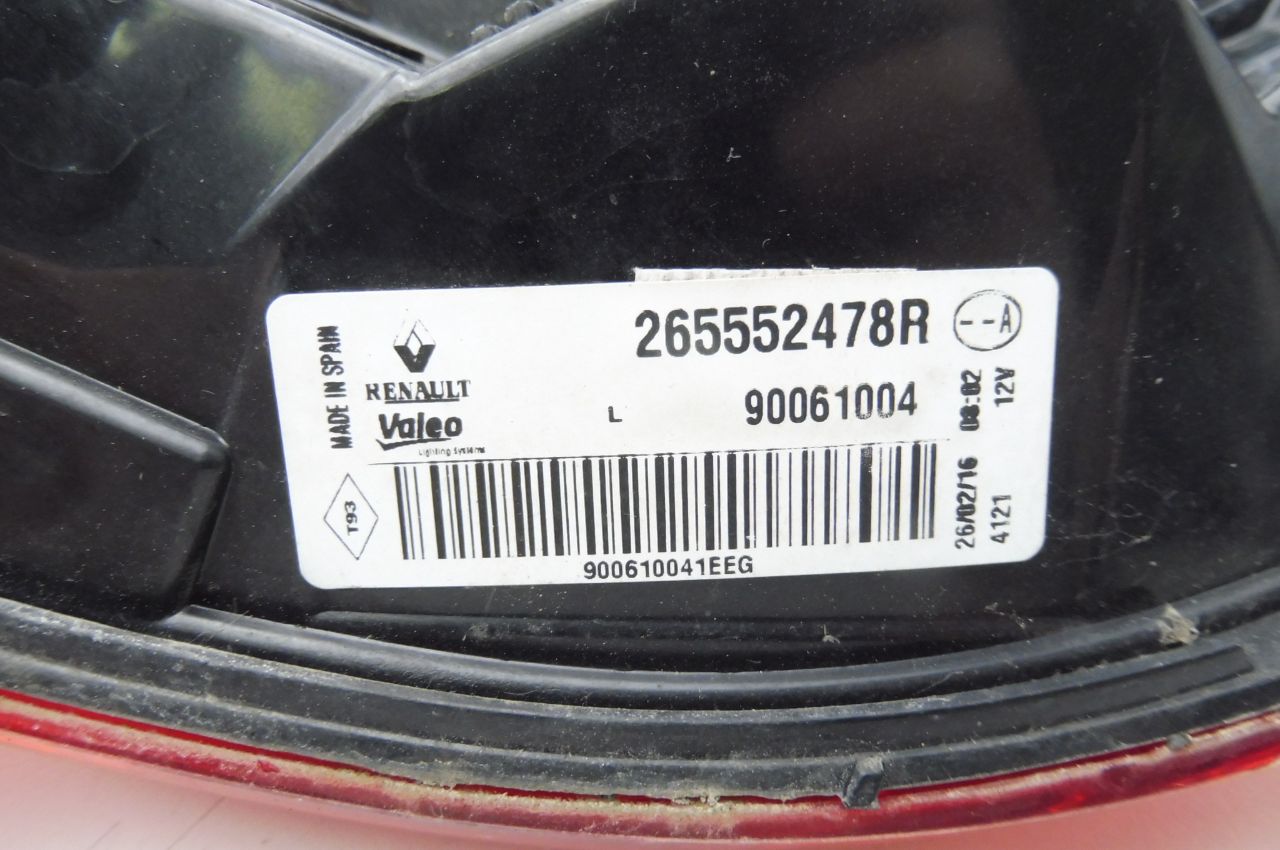 MADE IN SPAIN
RENAULT
Valeo
Lighting Systems
T93
265552478R
L
90061004
900610041EEG
--A
12V
26/02/16 08:02
4121